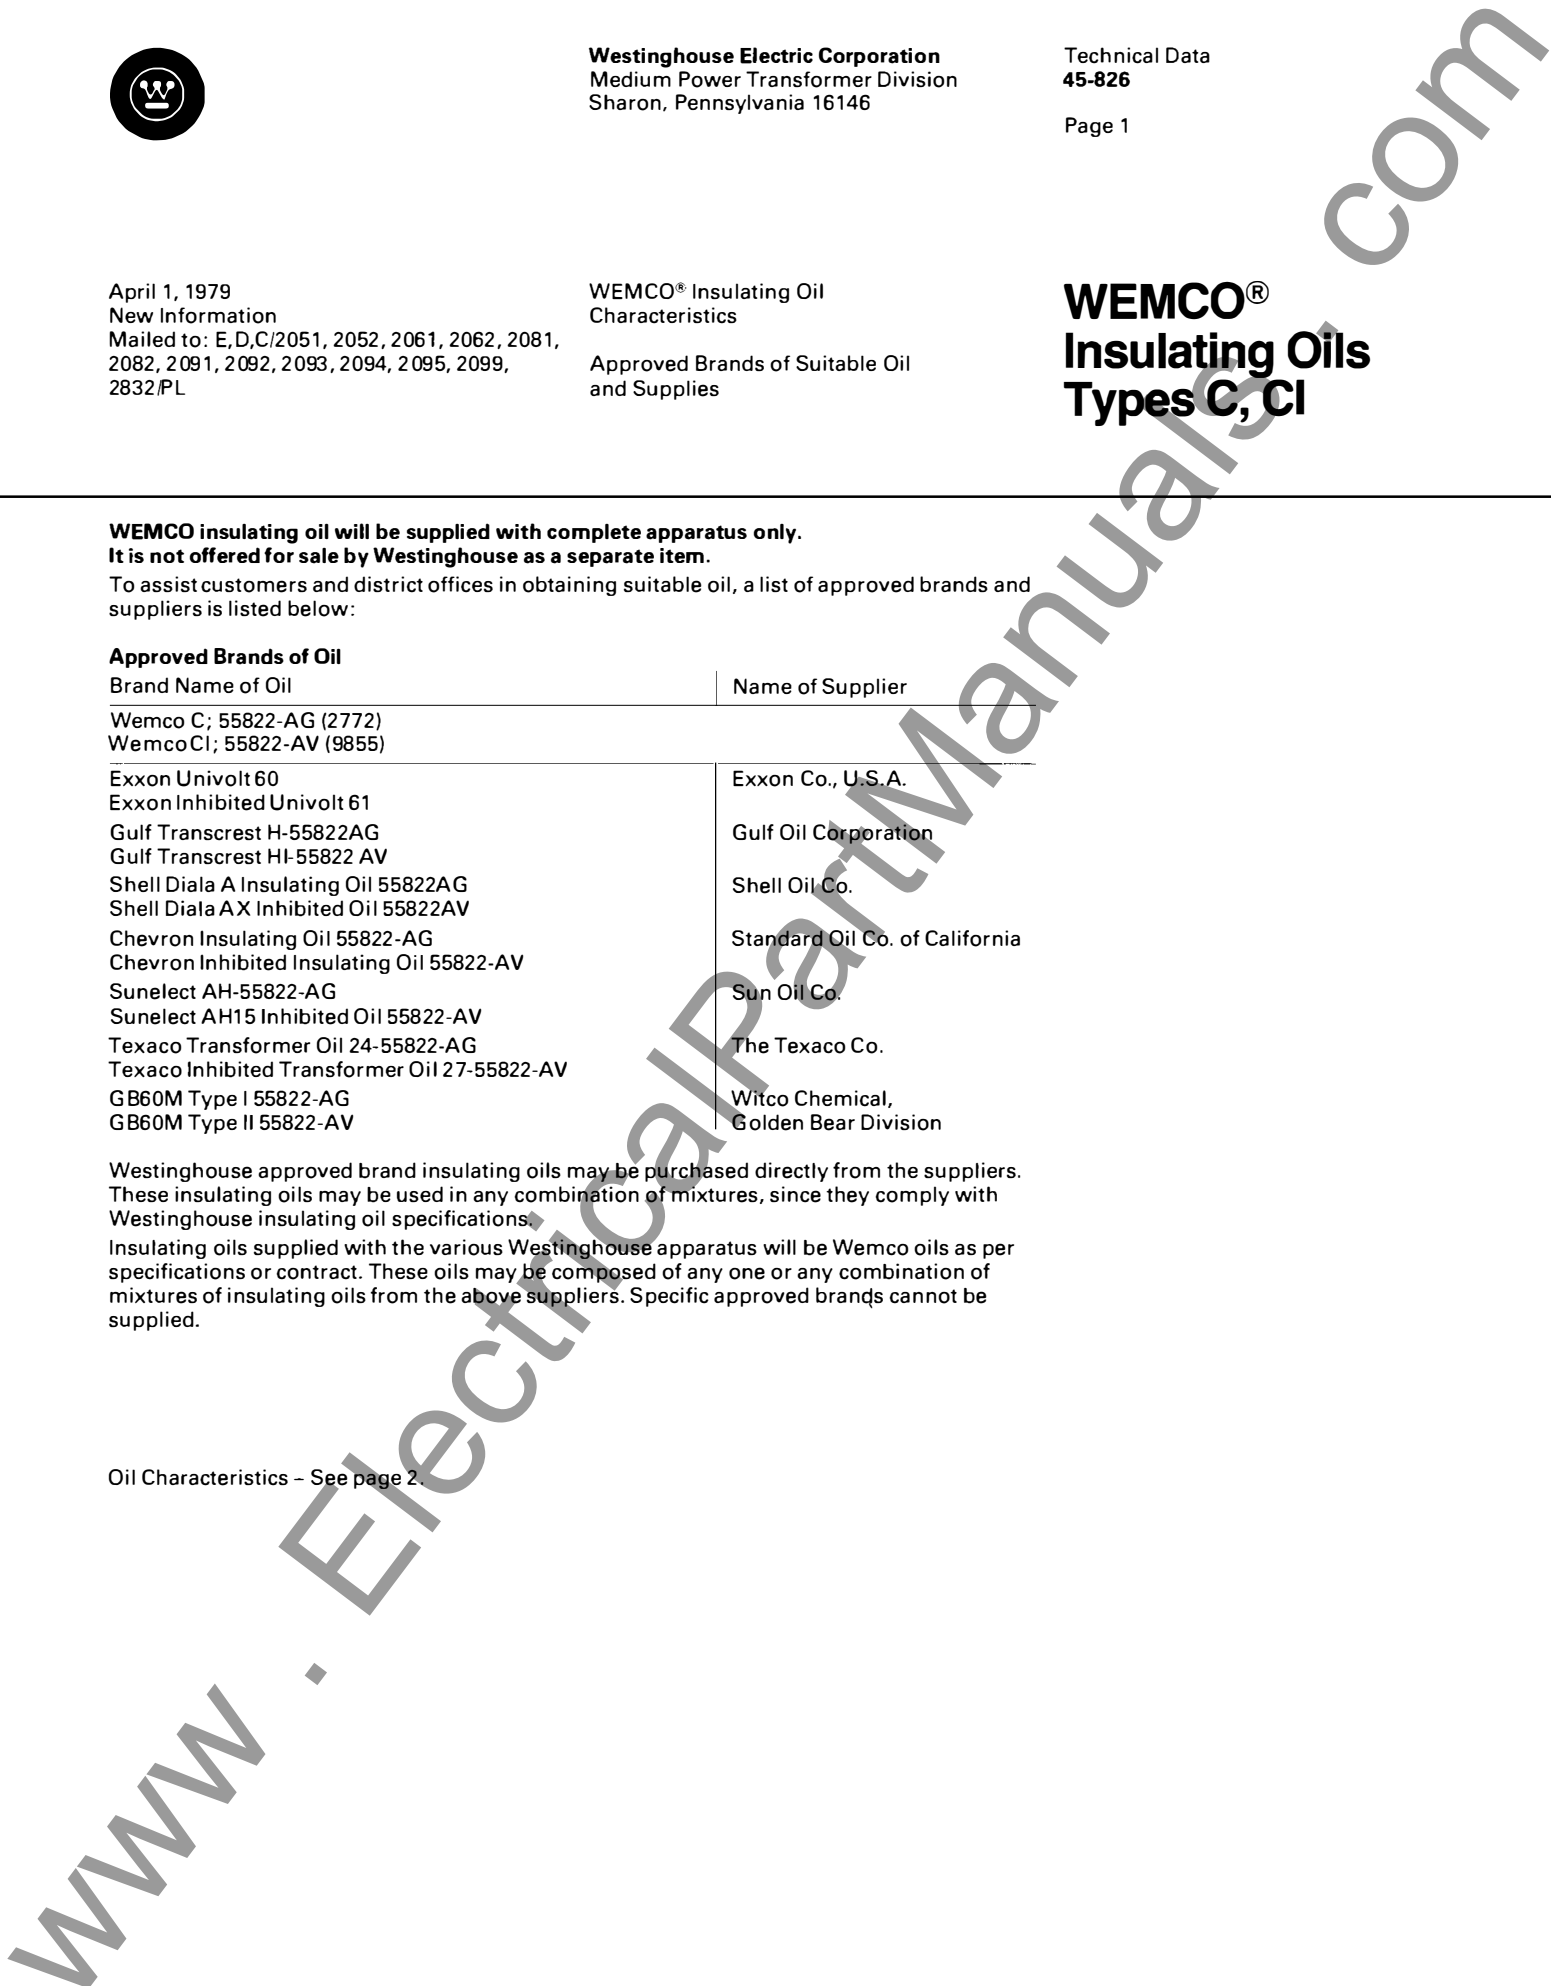 Westinghouse Electric Corporation
Medium Power Transformer Division
Sharon, Pennsylvania 16146
Technical Data
45-826
Page 1
April 1, 1979
New Information
Mailed to: E,D,C/2051, 2052, 2061, 2062, 2081,
2082, 2091, 2092, 2093, 2094, 2095, 2099,
2832/PL
WEMCO® Insulating Oil
Characteristics
Approved Brands of Suitable Oil
and Supplies
WEMCO®
Insulating Oils
Types C, CI
WEMCO insulating oil will be supplied with complete apparatus only.
It is not offered for sale by Westinghouse as a separate item.
To assist customers and district offices in obtaining suitable oil, a list of approved brands and
suppliers is listed below:
Approved Brands of Oil
Brand Name of Oil
Name of Supplier
Wemco C; 55822-AG (2772)
Wemco CI; 55822-AV (9855)
Exxon Univolt 60
Exxon Co., U.S.A.
Exxon Inhibited Univolt 61
Gulf Transcrest H-55822AG
Gulf Oil Corporation
Gulf Transcrest HI-55822 AV
Shell Diala A Insulating Oil 55822AG
Shell Oil Co.
Shell Diala AX Inhibited Oil 55822AV
Chevron Insulating Oil 55822-AG
Standard Oil Co. of California
Chevron Inhibited Insulating Oil 55822-AV
Sunelect AH-55822-AG
Sun Oil Co.
Sunelect AH15 Inhibited Oil 55822-AV
Texaco Transformer Oil 24-55822-AG
The Texaco Co.
Texaco Inhibited Transformer Oil 27-55822-AV
GB60M Type I 55822-AG
Witco Chemical,
GB60M Type II 55822-AV
Golden Bear Division
Westinghouse approved brand insulating oils may be purchased directly from the suppliers.
These insulating oils may be used in any combination of mixtures, since they comply with
Westinghouse insulating oil specifications.
Insulating oils supplied with the various Westinghouse apparatus will be Wemco oils as per
specifications or contract. These oils may be composed of any one or any combination of
mixtures of insulating oils from the above suppliers. Specific approved brands cannot be
supplied.
Oil Characteristics – See page 2.
www . ElectricalPartManuals . com